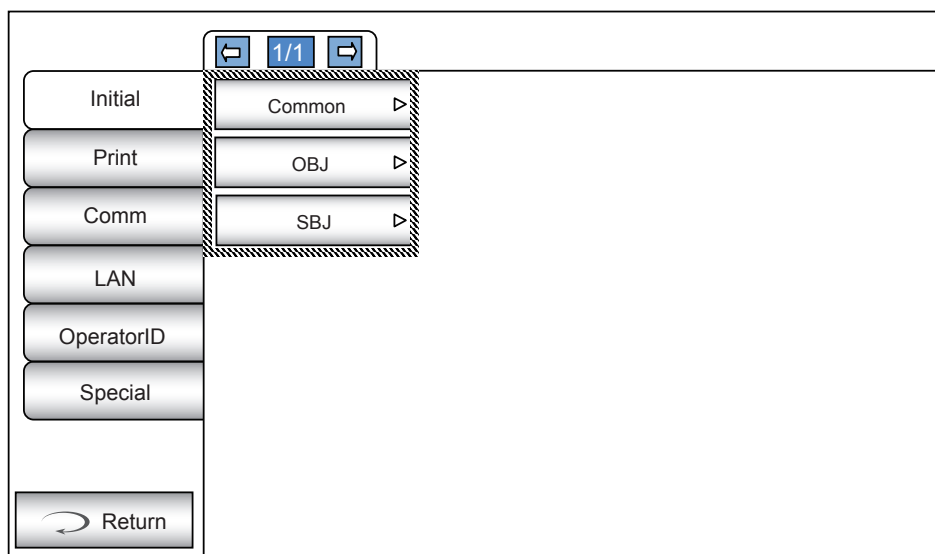 1/1
Initial
Common
Print
OBJ
Comm
SBJ
LAN
OperatorID
Special
Return